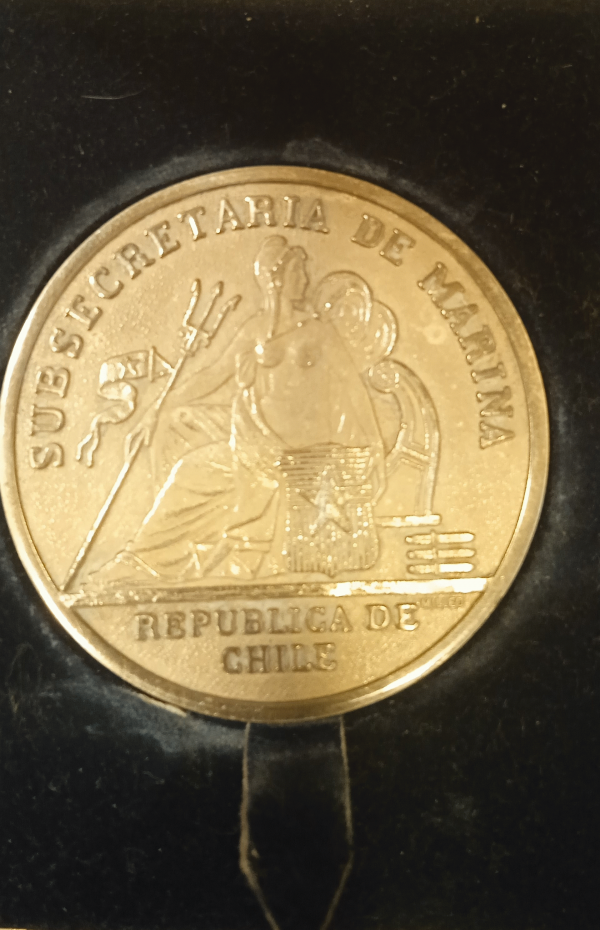 SUBSECRETARIA DE MARINA
REPUBLICA DE
CHILE